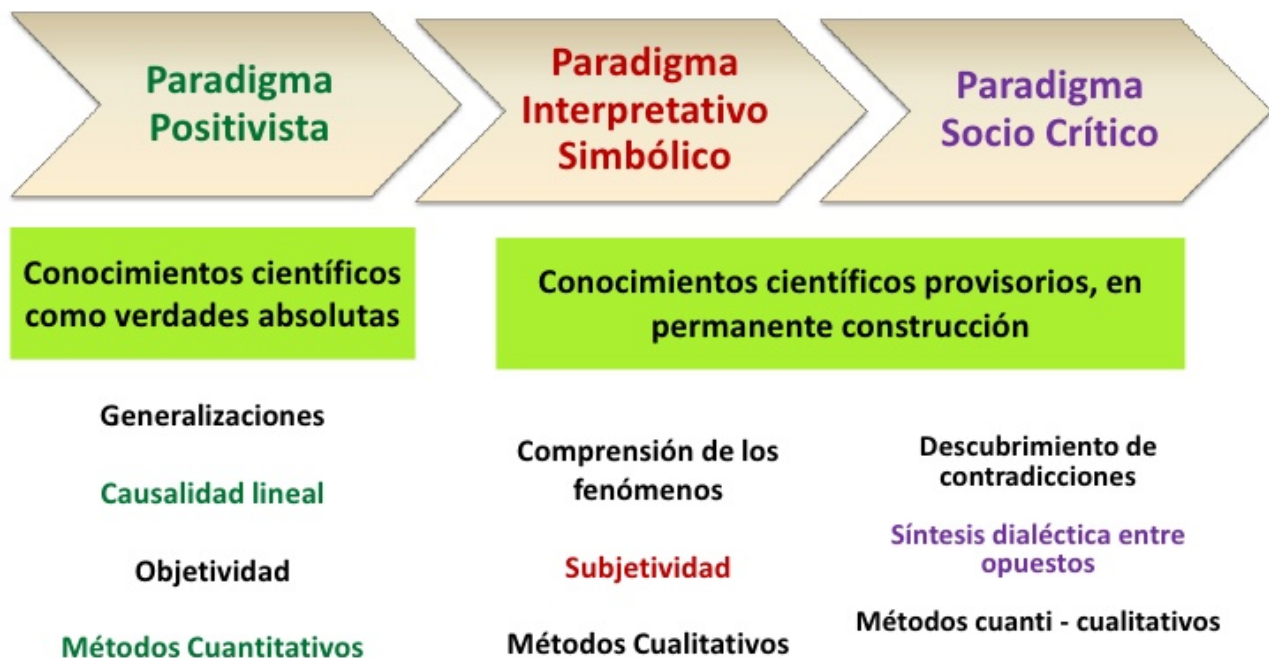 Paradigma
Positivista
Paradigma
Interpretativo
Simbólico
Paradigma
Socio Crítico
Conocimientos científicos
como verdades absolutas
Conocimientos científicos provisorios, en
permanente construcción
Generalizaciones
Causalidad lineal
Objetividad
Métodos Cuantitativos
Comprensión de los
fenómenos
Subjetividad
Métodos Cualitativos
Descubrimiento de
contradicciones
Síntesis dialéctica entre
opuestos
Métodos cuanti - cualitativos